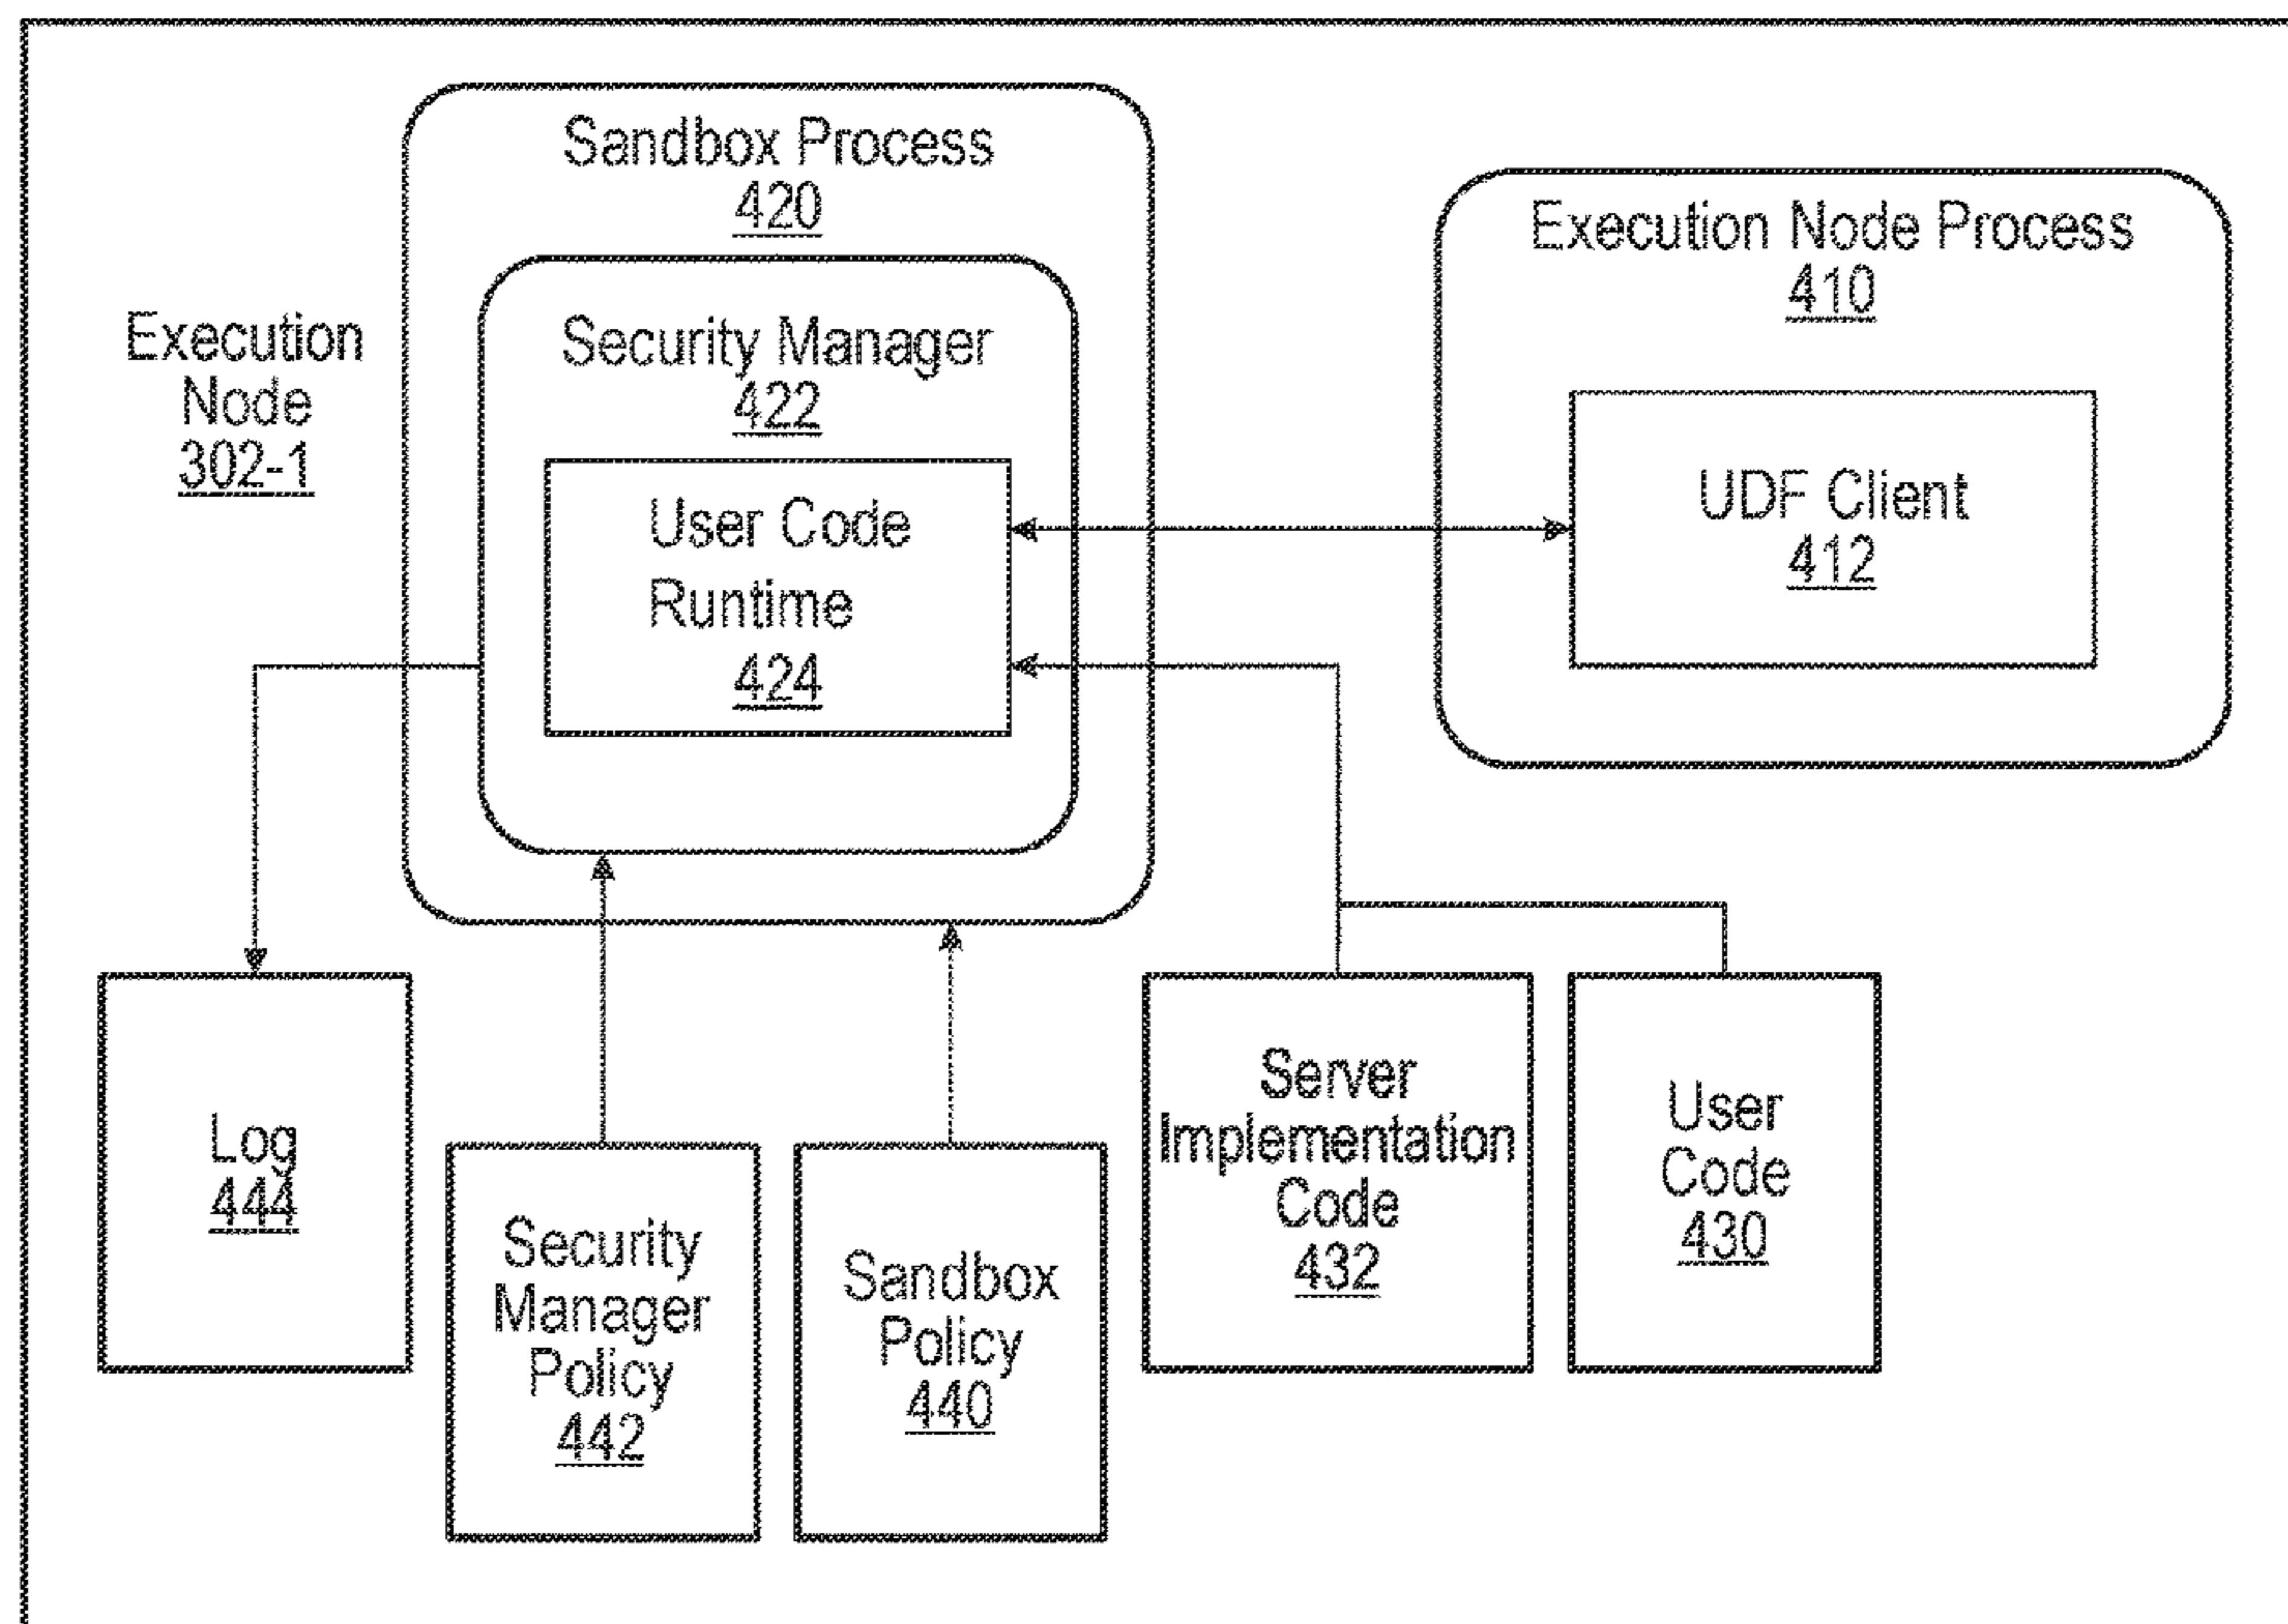 Sandbox Process
420
Execution Node Process
410
Execution
Node
302-1
Security Manager
422
User Code
Runtime
424
UDF Client
412
Log
444
Security
Manager
Policy
442
Sandbox
Policy
440
Server
Implementation
Code
432
User
Code
430